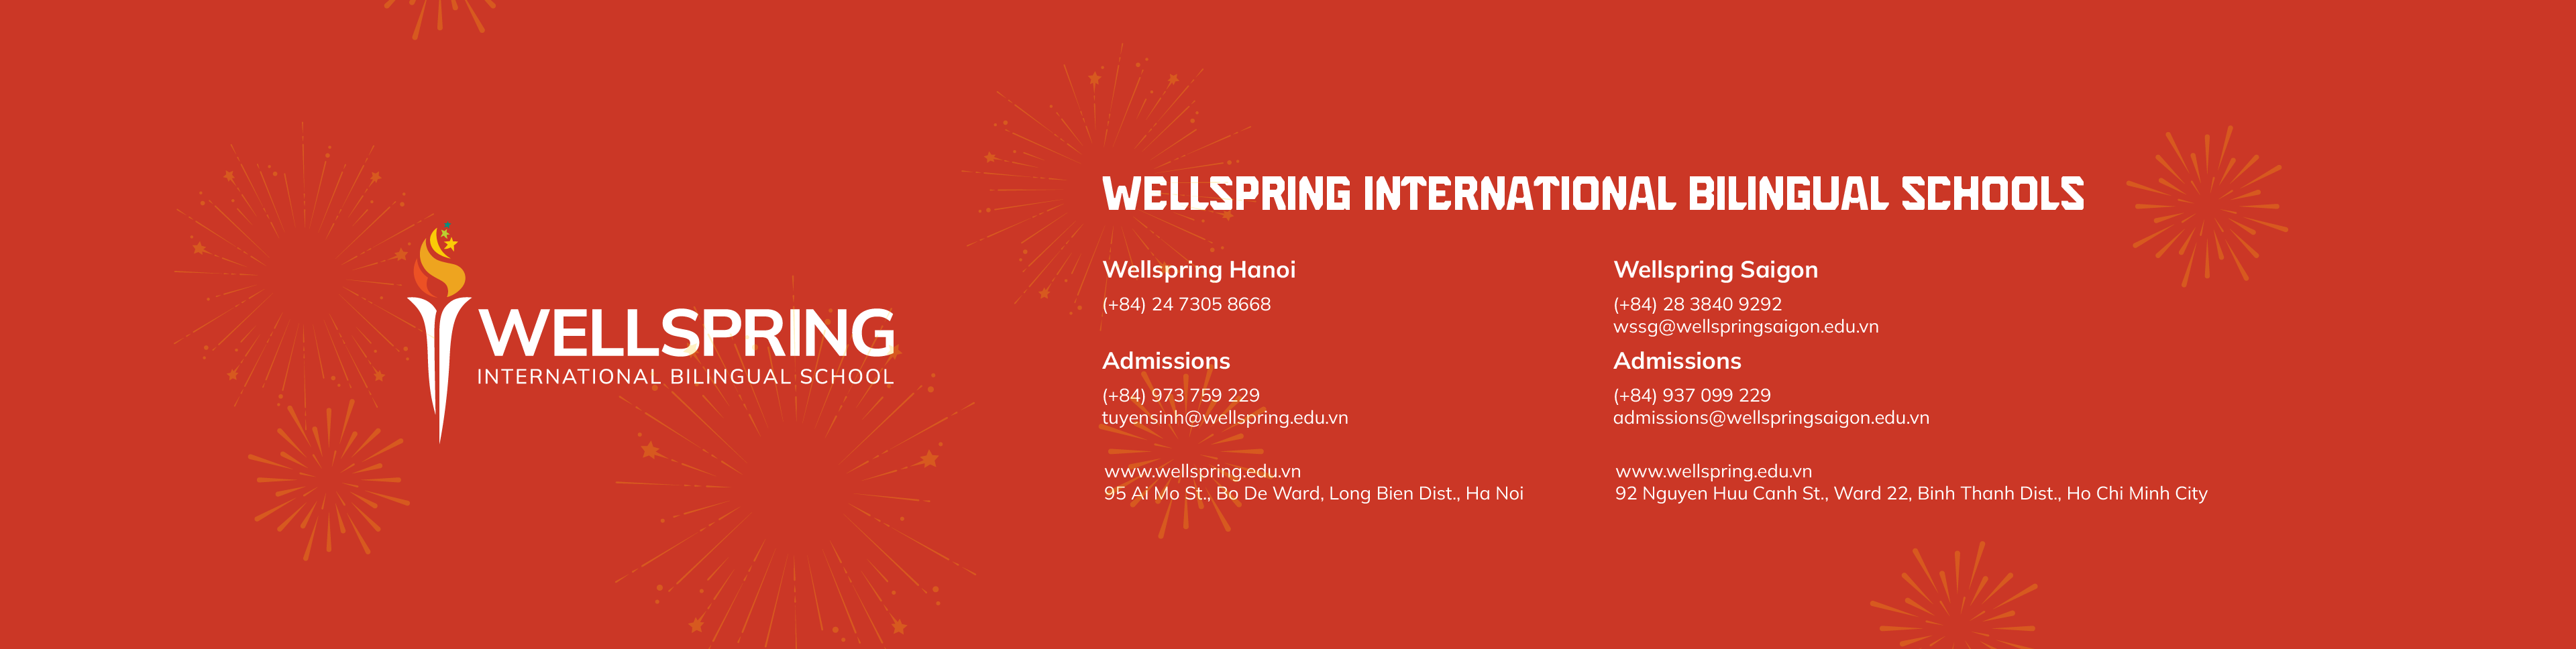 WELLSPRING
INTERNATIONAL BILINGUAL SCHOOL
WELLSPRING INTERNATIONAL BILINGUAL SCHOOLS
Wellspring Hanoi
(+84) 24 7305 8668
Admissions
(+84) 973 759 229
tuyensinh@wellspring.edu.vn
www.wellspring.edu.vn
95 Ai Mo St., Bo De Ward, Long Bien Dist., Ha Noi
Wellspring Saigon
(+84) 28 3840 9292
wssg@wellspringsaigon.edu.vn
Admissions
(+84) 937 099 229
admissions@wellspringsaigon.edu.vn
www.wellspring.edu.vn
92 Nguyen Huu Canh St., Ward 22, Binh Thanh Dist., Ho Chi Minh City